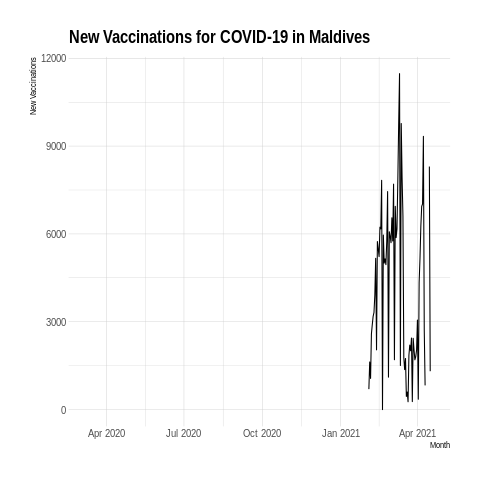 New Vaccinations for COVID-19 in Maldives
New Vaccinations
12000
9000
6000
3000
0
Apr 2020 Jul 2020 Oct 2020 Jan 2021 Apr 2021
Month